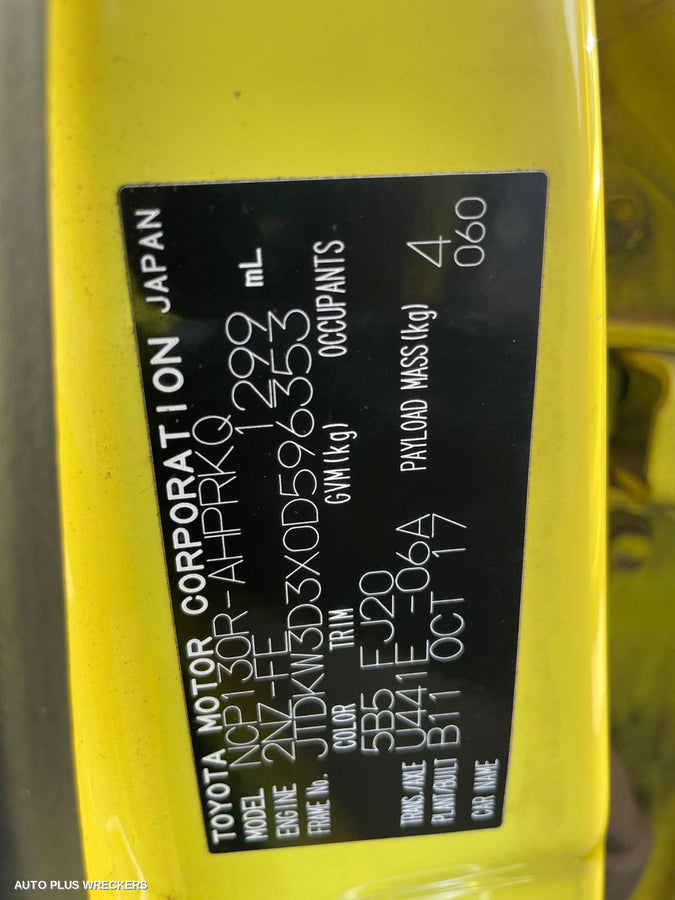 TOYOTA MOTOR CORPORATION JAPAN
MODEL NCP130R-AHPRKQ
ENGINE 2NZ-FE 1299 mL
FRAME No. JTDKW3D3X0D596353
COLOR TRIM GVM(kg) OCCUPANTS
5B5 FJ20
TRANS./AXLE U441E -06A PAYLOAD MASS(kg) 4
PLANT/BUILT B11 OCT 17 060
CAR NAME
AUTO PLUS WRECKERS